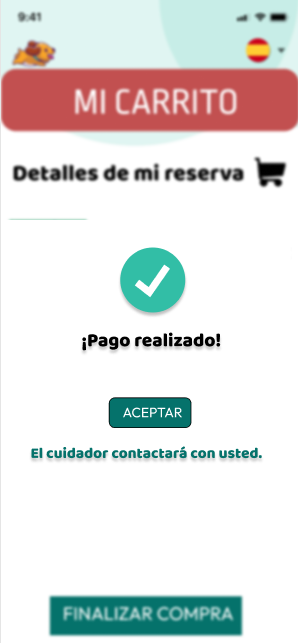 9:41
MI CARRITO
Detalles de mi reserva
¡Pago realizado!
ACEPTAR
El cuidador contactará con usted.
FINALIZAR COMPRA